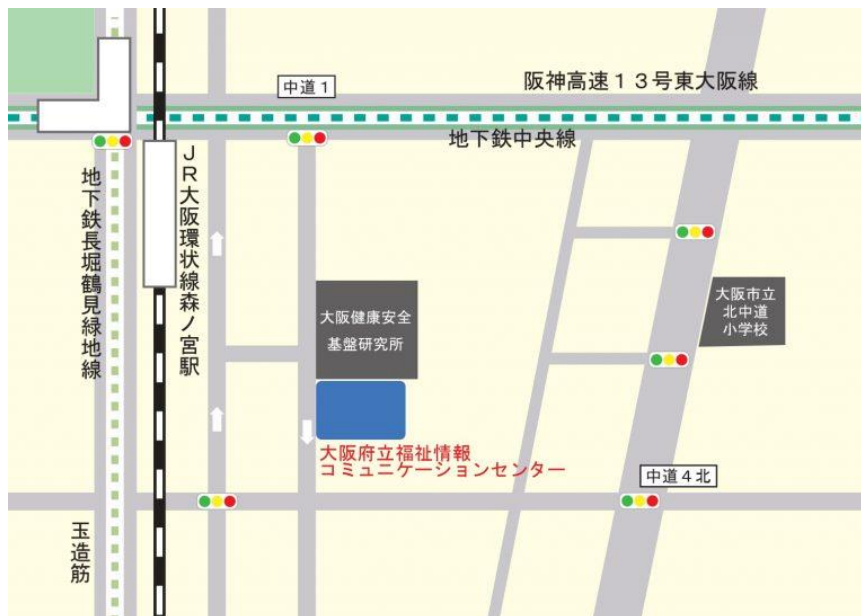 中道１
阪神高速１３号東大阪線
地下鉄中央線
地下鉄長堀鶴見緑地線
ＪＲ大阪環状線森ノ宮駅
大阪健康安全
基盤研究所
大阪市立
北中道
小学校
大阪府立福祉情報
コミュニケーションセンター
中道４北
玉造筋